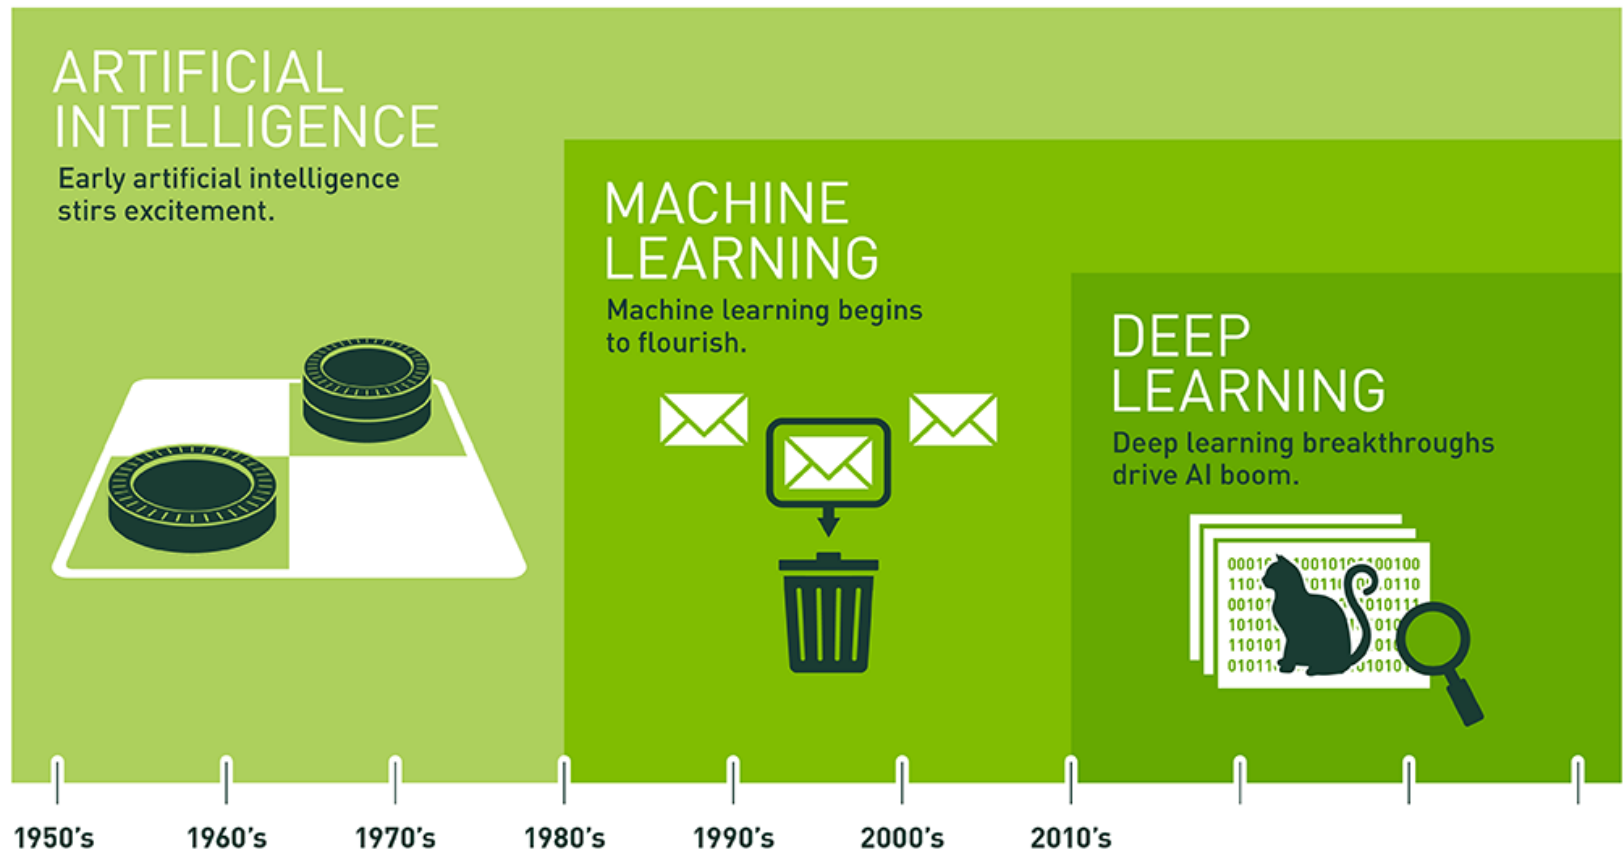 ARTIFICIAL
INTELLIGENCE
Early artificial intelligence
stirs excitement.
MACHINE
LEARNING
Machine learning begins
to flourish.
DEEP
LEARNING
Deep learning breakthroughs
drive AI boom.
1950's
1960's
1970's
1980's
1990's
2000's
2010's